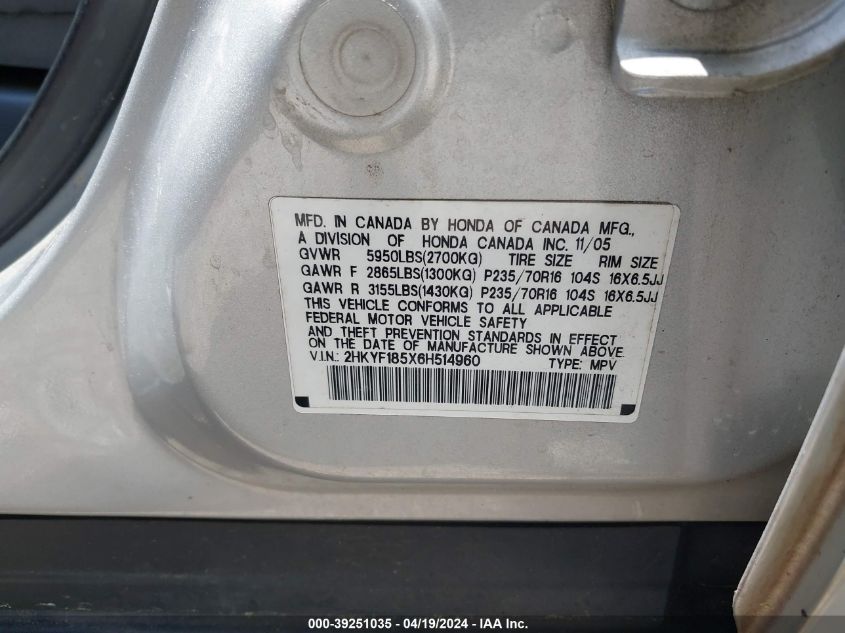 MFD. IN CANADA BY HONDA OF CANADA MFG.,
A DIVISION OF HONDA CANADA INC. 11/05
GVWR 5950LBS(2700KG) TIRE SIZE RIM SIZE
GAWR F 2865LBS(1300KG) P235/70R16 104S 16X6.5JJ
GAWR R 3155LBS(1430KG) P235/70R16 104S 16X6.5JJ
THIS VEHICLE CONFORMS TO ALL APPLICABLE
FEDERAL MOTOR VEHICLE SAFETY
AND THEFT PREVENTION STANDARDS IN EFFECT
ON THE DATE OF MANUFACTURE SHOWN ABOVE.
V.I.N.: 2HKYF185X6H514960 TYPE: MPV
000-39251035 - 04/19/2024 - IAA Inc.